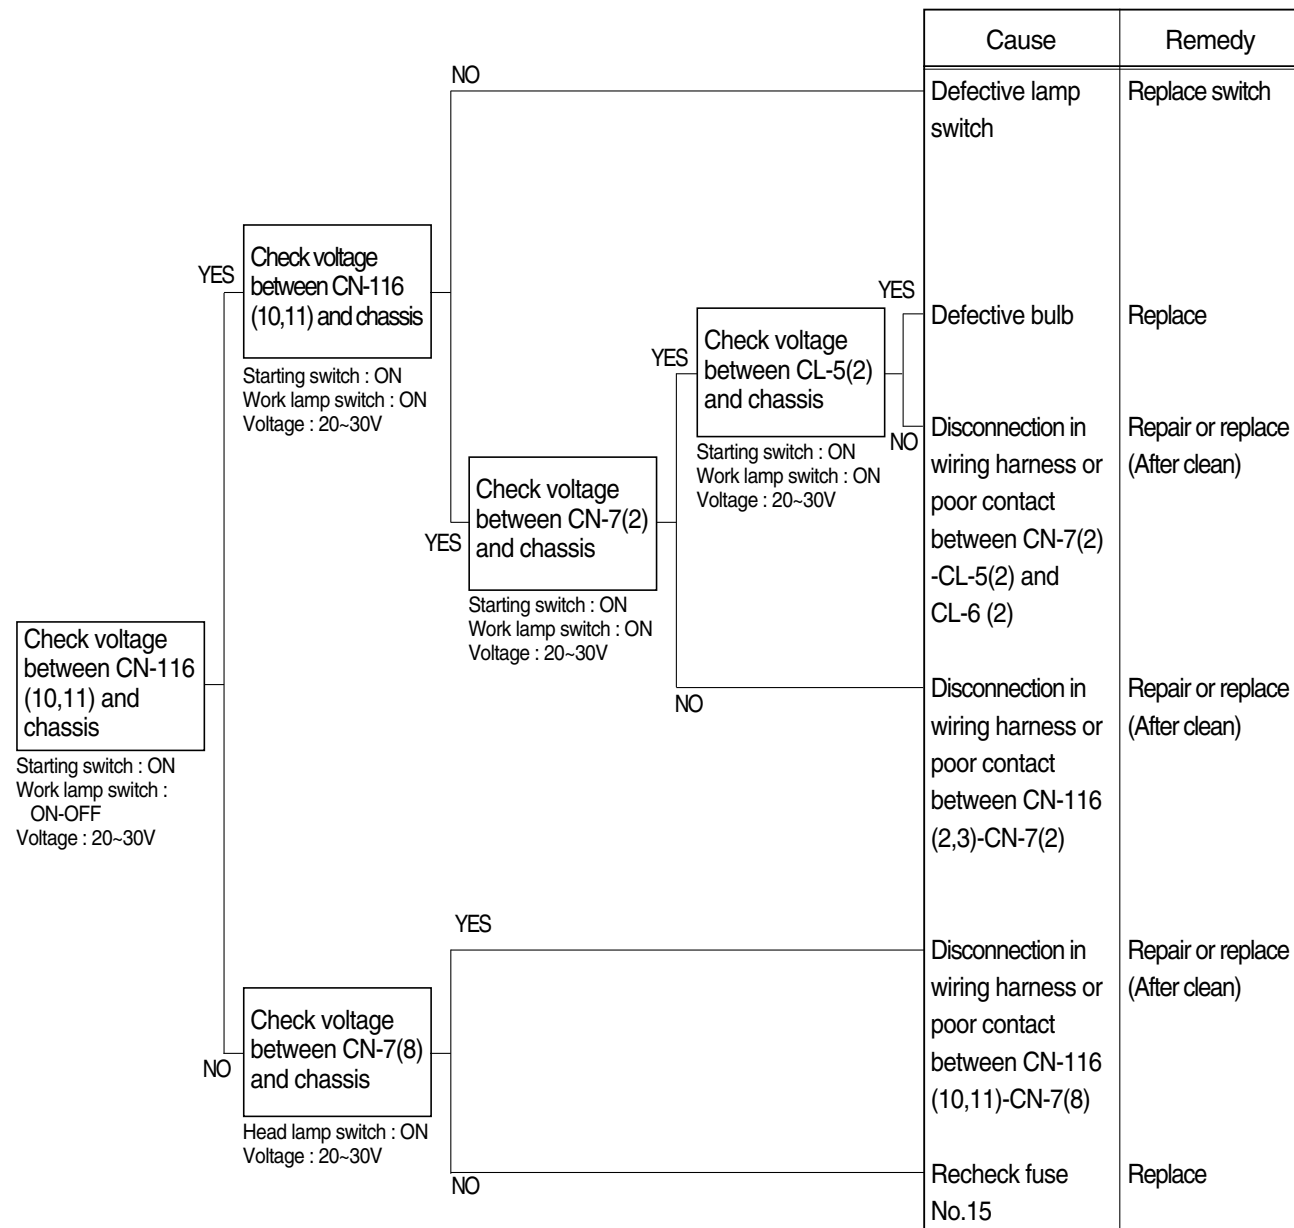 Cause
Remedy
NO
Defective lamp
switch
Replace switch
YES
Check voltage
between CN-116
(10,11) and chassis
Starting switch : ON
Work lamp switch : ON
Voltage : 20~30V
YES
Check voltage
between CL-5(2)
and chassis
Starting switch : ON
Work lamp switch : ON
Voltage : 20~30V
YES
Defective bulb
Replace
NO
Disconnection in
wiring harness or
poor contact
between CN-7(2)
-CL-5(2) and
CL-6 (2)
Repair or replace
(After clean)
YES
Check voltage
between CN-7(2)
and chassis
Starting switch : ON
Work lamp switch : ON
Voltage : 20~30V
NO
Disconnection in
wiring harness or
poor contact
between CN-116
(2,3)-CN-7(2)
Repair or replace
(After clean)
Check voltage
between CN-116
(10,11) and
chassis
Starting switch : ON
Work lamp switch :
ON-OFF
Voltage : 20~30V
YES
Disconnection in
wiring harness or
poor contact
between CN-116
(10,11)-CN-7(8)
Repair or replace
(After clean)
NO
Check voltage
between CN-7(8)
and chassis
Head lamp switch : ON
Voltage : 20~30V
NO
Recheck fuse
No.15
Replace